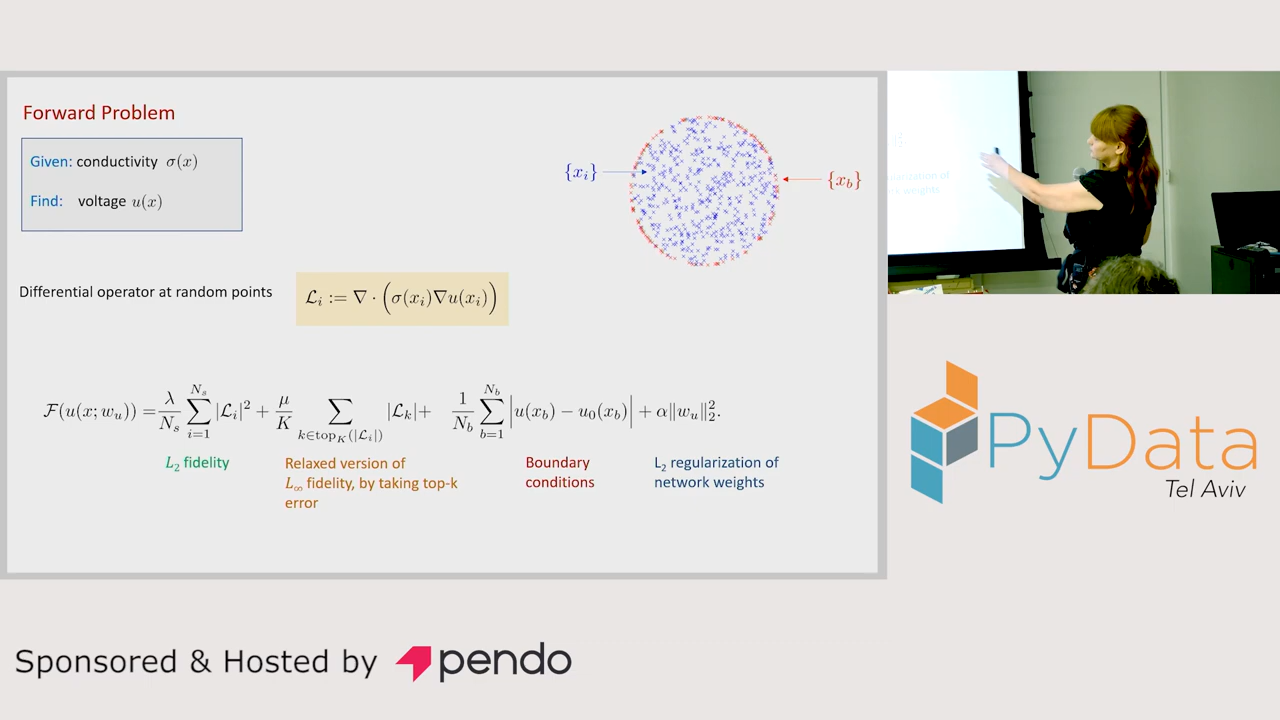 Forward Problem
Given: conductivity σ(x)
Find: voltage u(x)
{x_i}
{x_b}
Differential operator at random points
ℒ_i := ∇ · (σ(x_i)∇u(x_i))
ℱ(u(x; w_u)) = λ/N_s ∑_{i=1}^{N_s} |ℒ_i|² + μ/K ∑_{k∈top_K(|ℒ_i|)} |ℒ_k| + 1/N_b ∑_{b=1}^{N_b} |u(x_b) − u_0(x_b)| + α‖w_u‖_2^2.
L_2 fidelity
Relaxed version of
L_∞ fidelity, by taking top-k
error
Boundary
conditions
L_2 regularization of
network weights
PyData
Tel Aviv
Sponsored & Hosted by pendo